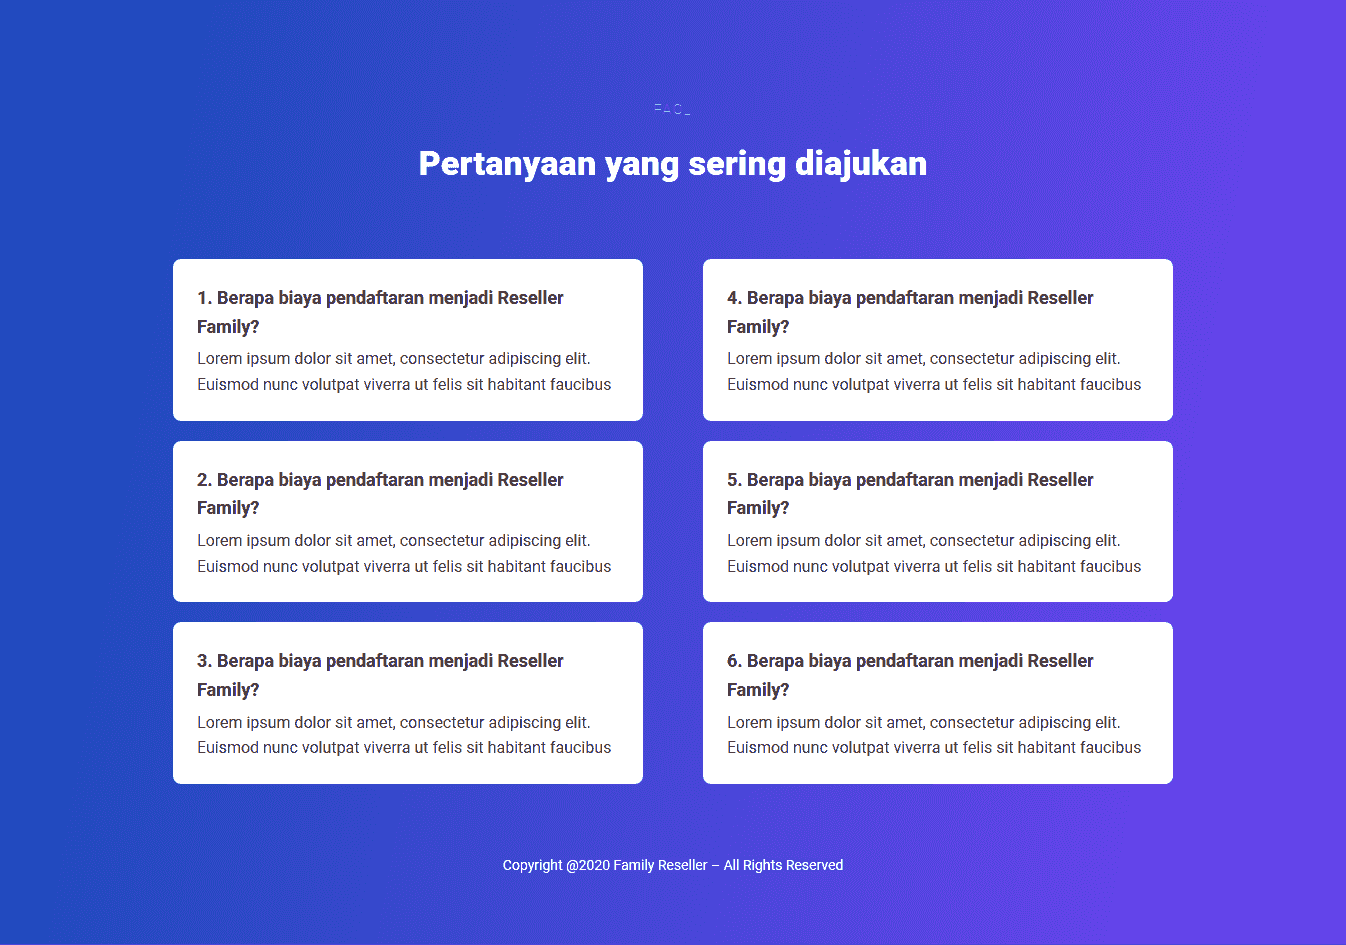 Pertanyaan yang sering diajukan
1. Berapa biaya pendaftaran menjadi Reseller
Family?
Lorem ipsum dolor sit amet, consectetur adipiscing elit.
Euismod nunc volutpat viverra ut felis sit habitant faucibus
2. Berapa biaya pendaftaran menjadi Reseller
Family?
Lorem ipsum dolor sit amet, consectetur adipiscing elit.
Euismod nunc volutpat viverra ut felis sit habitant faucibus
3. Berapa biaya pendaftaran menjadi Reseller
Family?
Lorem ipsum dolor sit amet, consectetur adipiscing elit.
Euismod nunc volutpat viverra ut felis sit habitant faucibus
4. Berapa biaya pendaftaran menjadi Reseller
Family?
Lorem ipsum dolor sit amet, consectetur adipiscing elit.
Euismod nunc volutpat viverra ut felis sit habitant faucibus
5. Berapa biaya pendaftaran menjadi Reseller
Family?
Lorem ipsum dolor sit amet, consectetur adipiscing elit.
Euismod nunc volutpat viverra ut felis sit habitant faucibus
6. Berapa biaya pendaftaran menjadi Reseller
Family?
Lorem ipsum dolor sit amet, consectetur adipiscing elit.
Euismod nunc volutpat viverra ut felis sit habitant faucibus
Copyright @2020 Family Reseller – All Rights Reserved